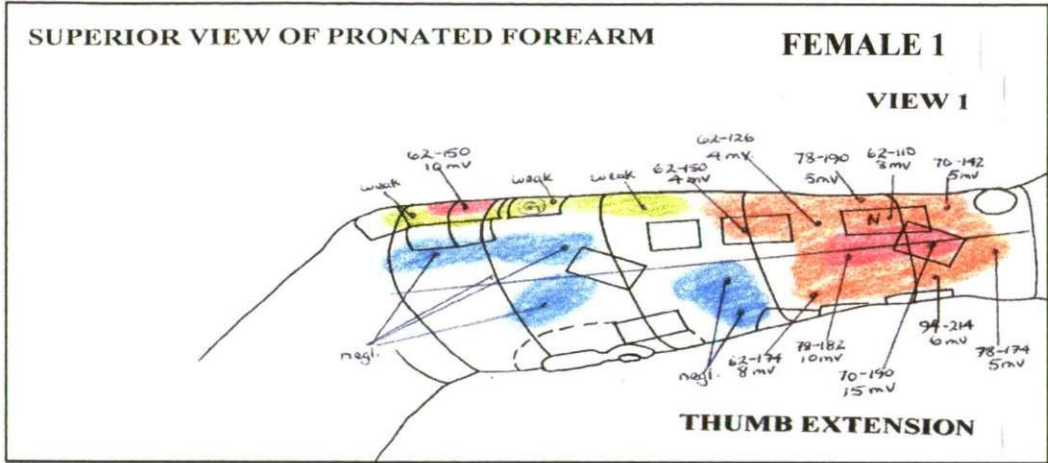 SUPERIOR VIEW OF PRONATED FOREARM
FEMALE 1
VIEW 1
62-150
10 mv
weak
weak
weak
62-150
4 mv
62-126
4 mv.
78-190
5mv
62-110
3mv
70-142
5mv
G
N
negl.
negl.
62-174
8mv
78-182
10mv
70-190
15mv
94-214
6mv
78-174
5mv
THUMB EXTENSION